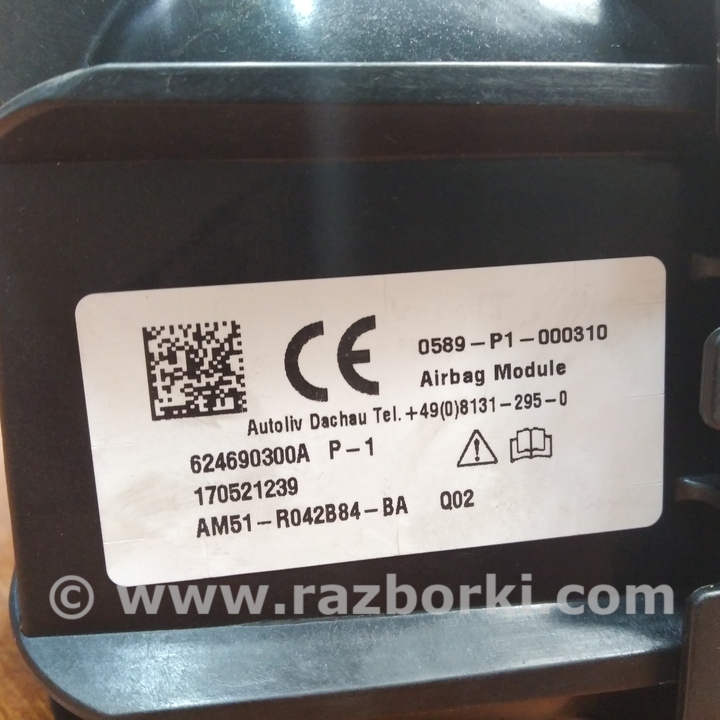 CE
0589-P1-000310
Airbag Module
Autoliv Dachau Tel.+49(0)8131-295-0
624690300A P-1
170521239
AM51-R042B84-BA Q02
© www.razborki.com